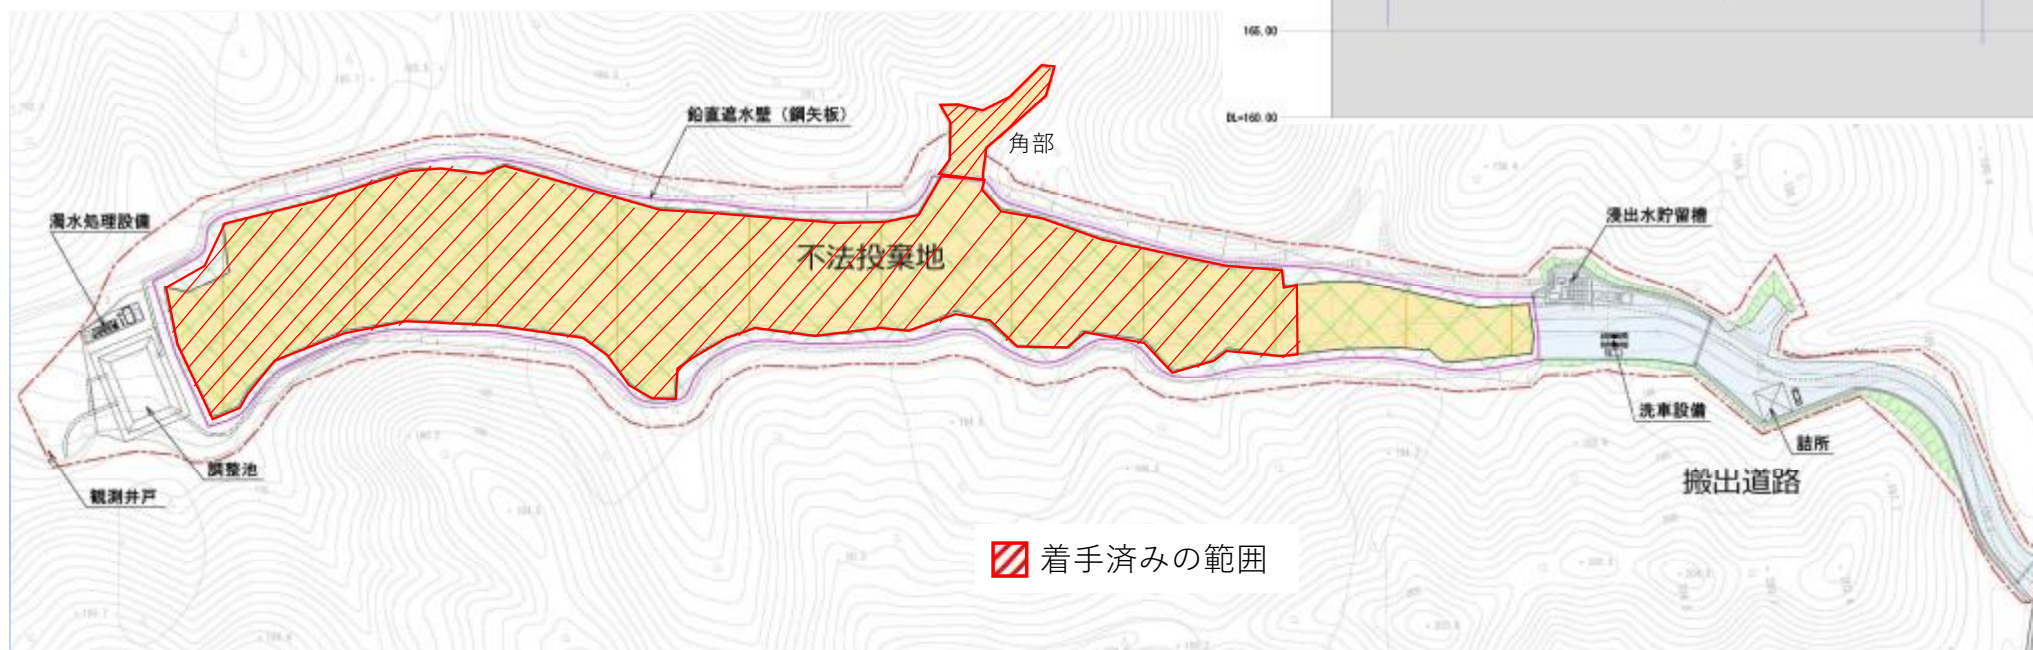 165.00
DL=160.00
鉛直遮水壁（鋼矢板）
角部
濁水処理設備
浸出水貯留槽
不法投棄地
洗車設備
詰所
調整池
観測井戸
搬出道路
着手済みの範囲